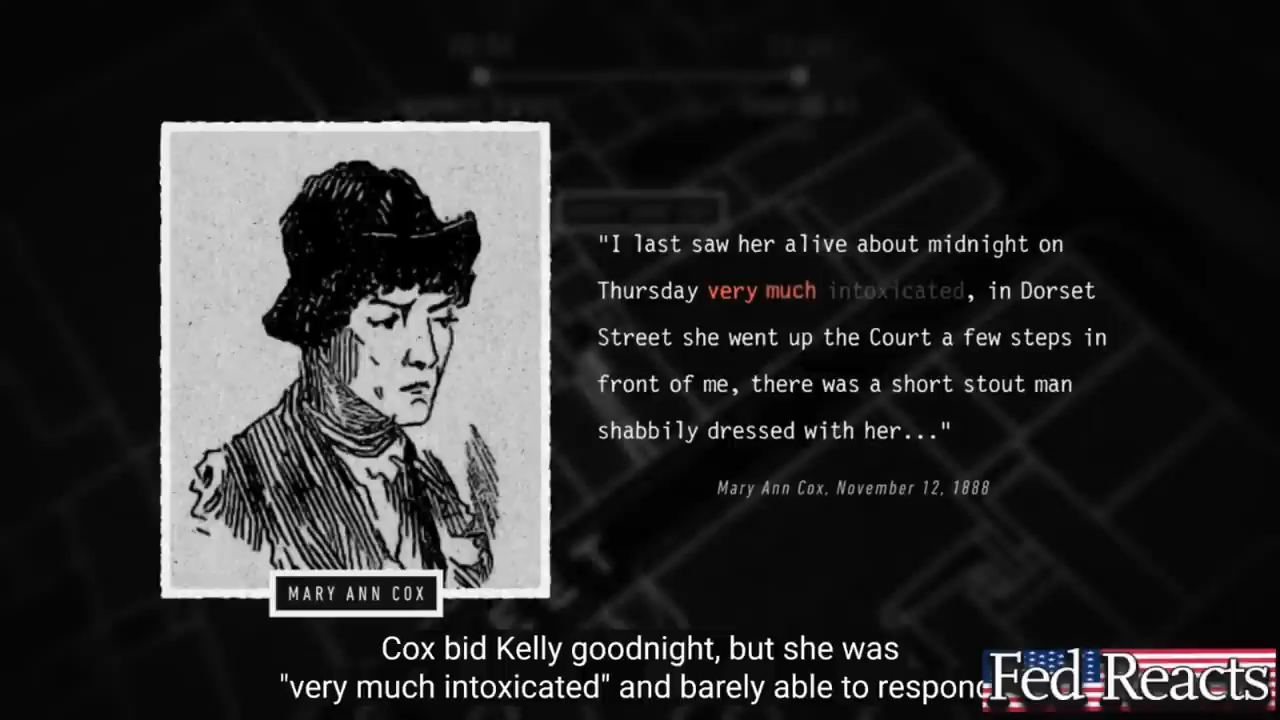 "I last saw her alive about midnight on
Thursday very much intoxicated, in Dorset
Street she went up the Court a few steps in
front of me, there was a short stout man
shabbily dressed with her..."
Mary Ann Cox, November 12, 1888
MARY ANN COX
Cox bid Kelly goodnight, but she was
"very much intoxicated" and barely able to respond
Fed Reacts